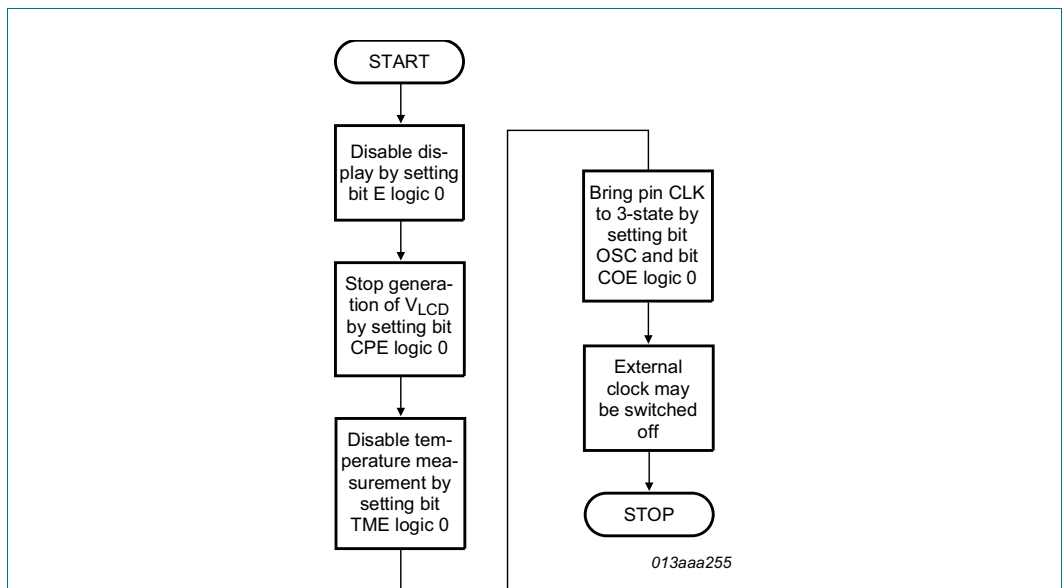 START
Disable dis-
play by setting
bit E logic 0
Stop genera-
tion of VLCD
by setting bit
CPE logic 0
Disable tem-
perature mea-
surement by
setting bit
TME logic 0
Bring pin CLK
to 3-state by
setting bit
OSC and bit
COE logic 0
External
clock may
be switched
off
STOP
013aaa255